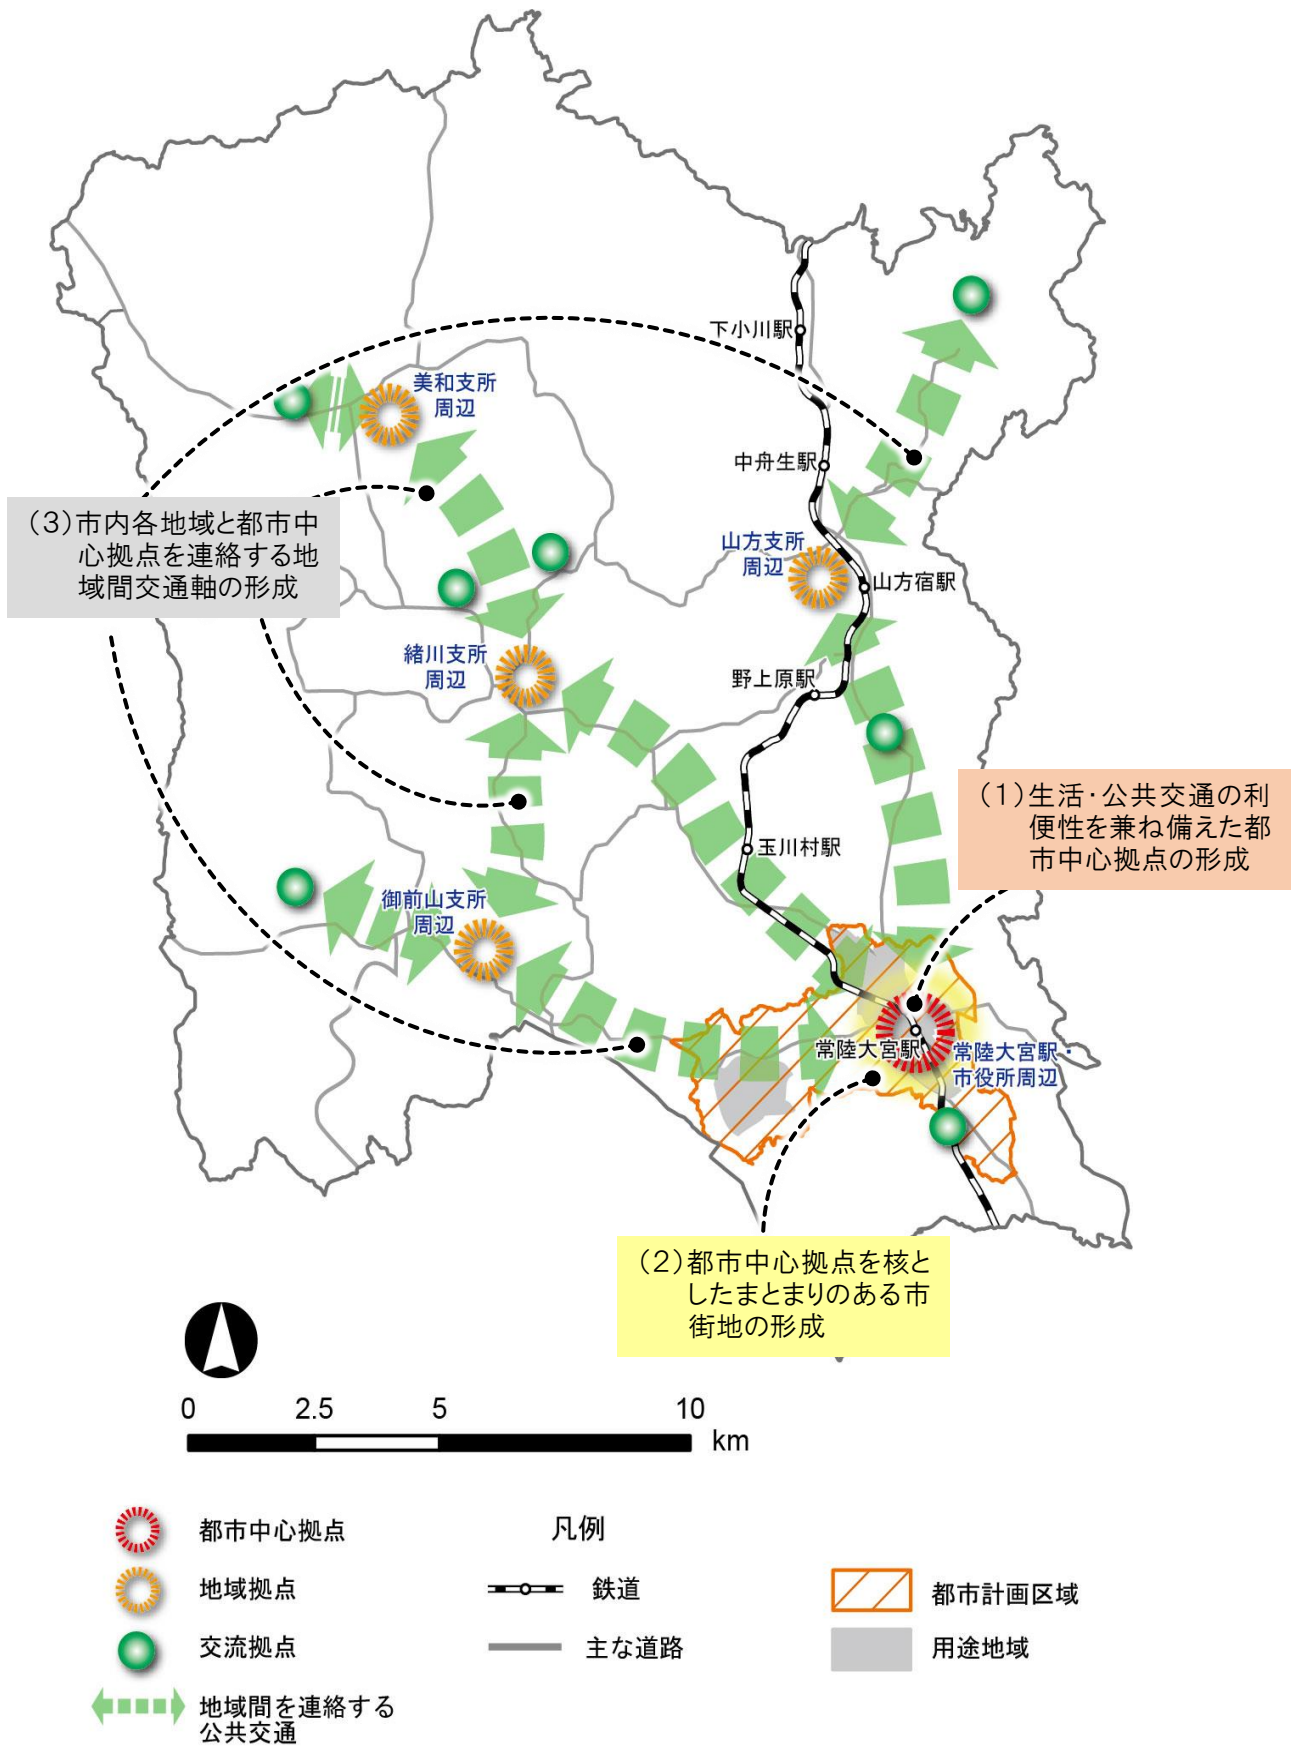 下小川駅
美和支所
周辺
中舟生駅
（3）市内各地域と都市中
心拠点を連絡する地
域間交通軸の形成
山方支所
周辺
山方宿駅
緒川支所
周辺
野上原駅
（1）生活・公共交通の利
便性を兼ね備えた都
市中心拠点の形成
玉川村駅
御前山支所
周辺
常陸大宮駅
常陸大宮駅・
市役所周辺
（2）都市中心拠点を核と
したまとまりのある市
街地の形成
0 2.5 5 10
km
都市中心拠点
凡例
地域拠点
鉄道
都市計画区域
交流拠点
主な道路
用途地域
地域間を連絡する
公共交通